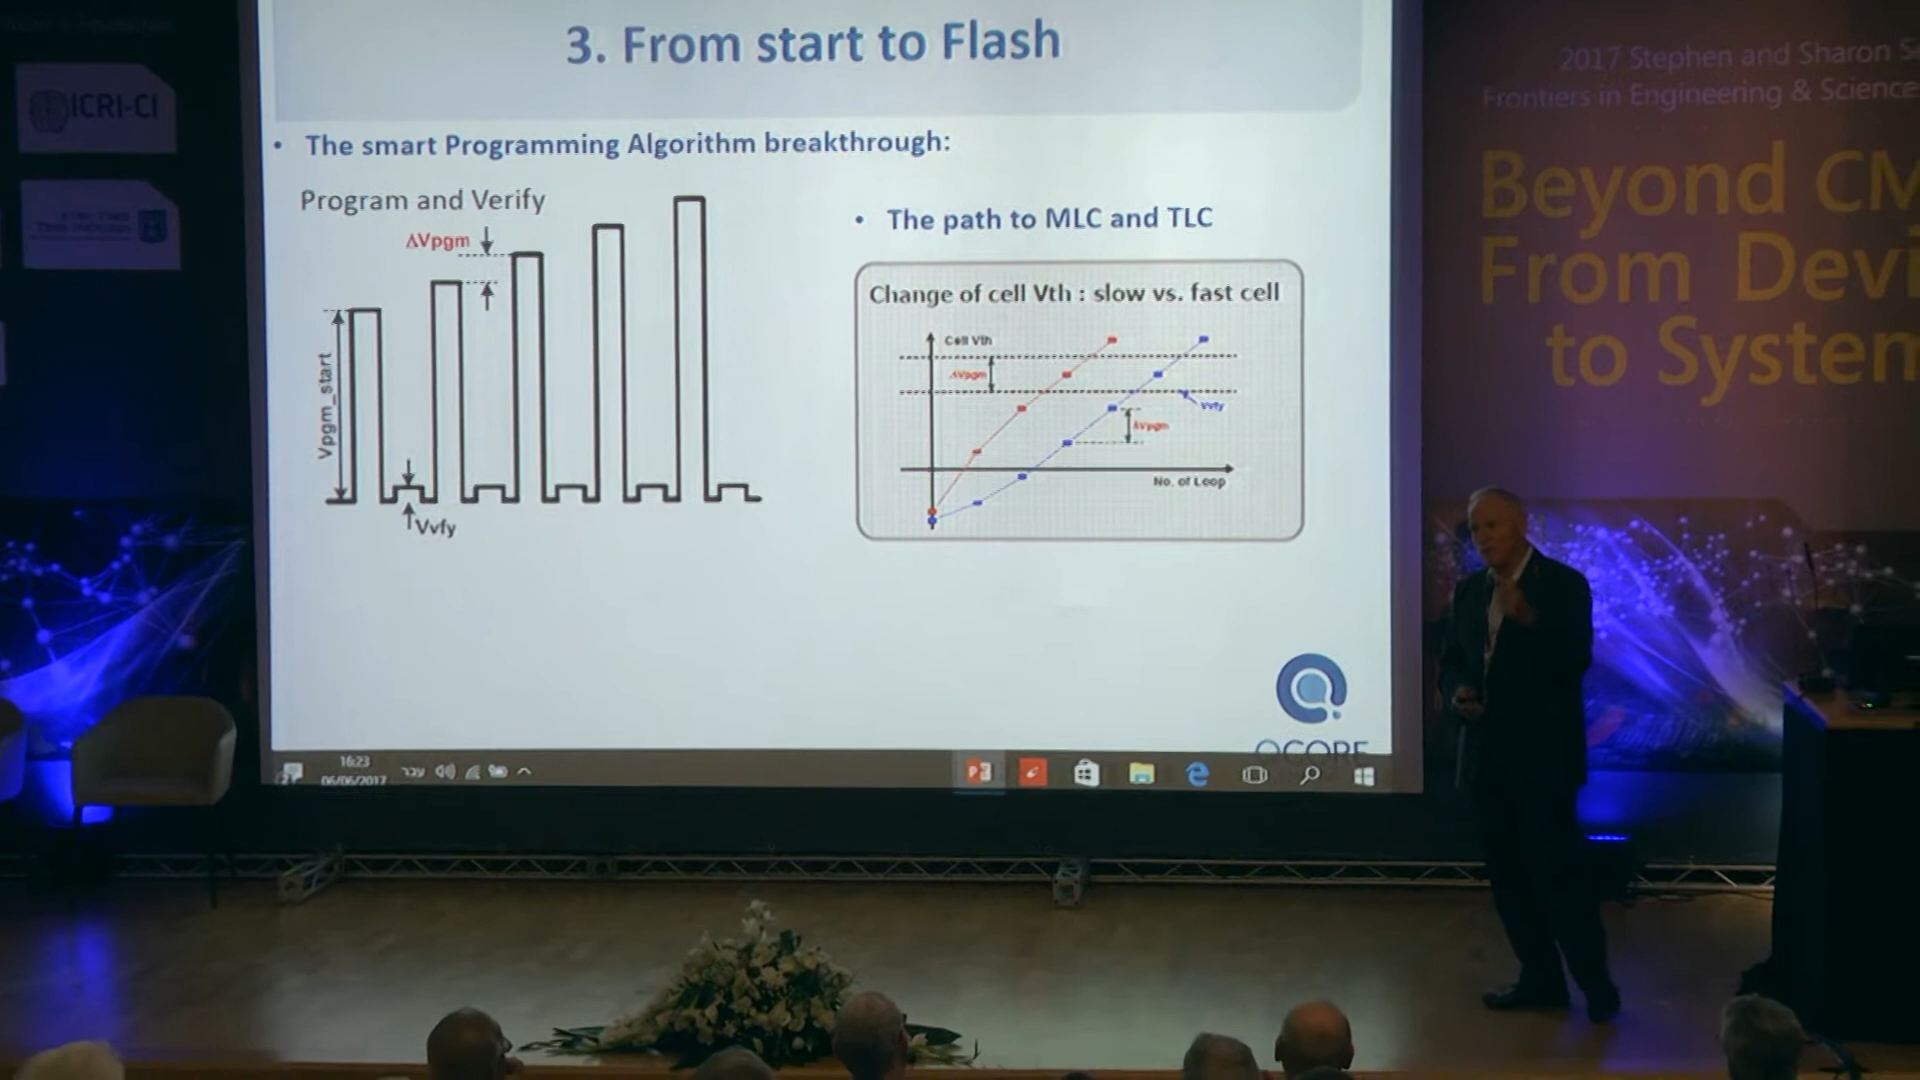 ICRI-CI
3. From start to Flash
• The smart Programming Algorithm breakthrough:
Program and Verify
ΔVpgm
Vpgm_start
Vvfy
• The path to MLC and TLC
Change of cell Vth : slow vs. fast cell
Cell Vth
ΔVpgm
Vvfy
ΔVpgm
No. of Loop
QCORE
16:23
06/06/2017
עבר
2017 Stephen and Sharon S
Frontiers in Engineering & Science
Beyond CM
From Devi
to System